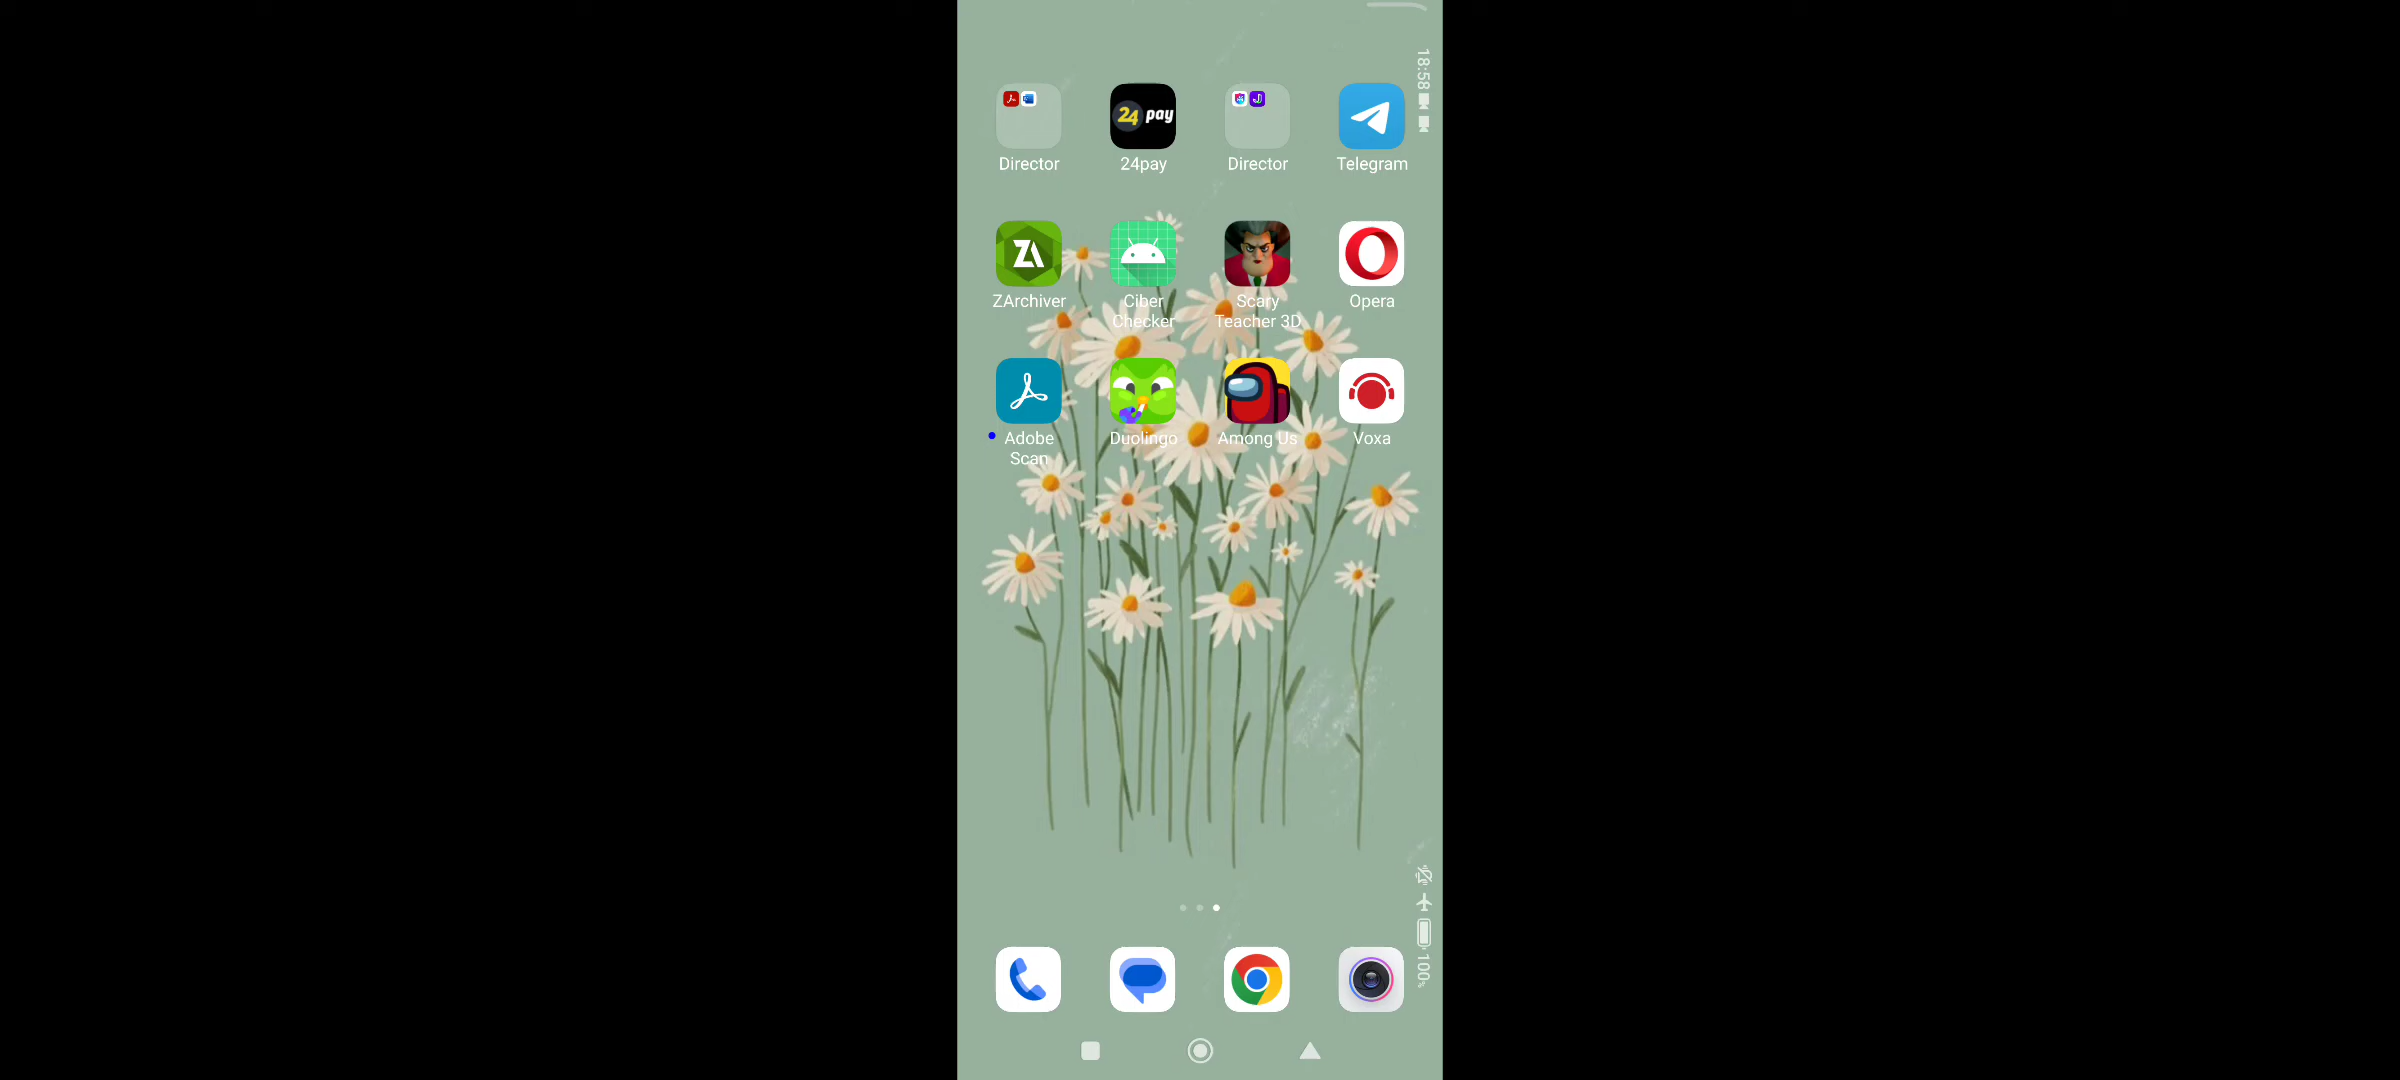 18:58
24 pay
Director
24pay
Director
Telegram
ZA
ZArchiver
Ciber
Checker
Scary
Teacher 3D
Opera
Adobe
Scan
Duolingo
Among Us
Voxa
100%